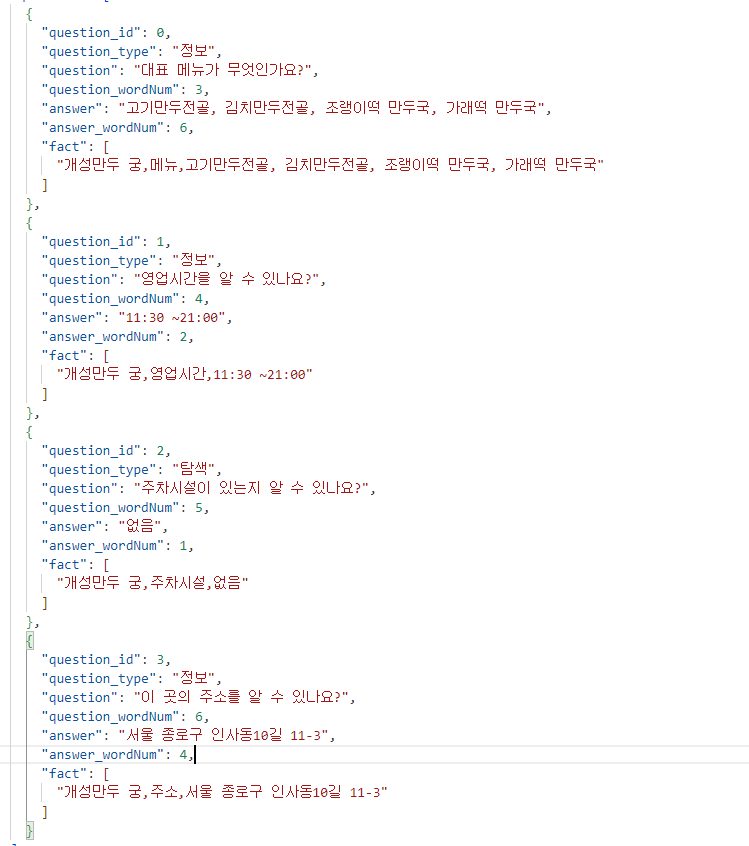 {
"question_id": 0,
"question_type": "정보",
"question": "대표 메뉴가 무엇인가요?",
"question_wordNum": 3,
"answer": "고기만두전골, 김치만두전골, 조랭이떡 만두국, 가래떡 만두국",
"answer_wordNum": 6,
"fact": [
"개성만두 궁,메뉴,고기만두전골, 김치만두전골, 조랭이떡 만두국, 가래떡 만두국"
]
},
{
"question_id": 1,
"question_type": "정보",
"question": "영업시간을 알 수 있나요?",
"question_wordNum": 4,
"answer": "11:30 ~21:00",
"answer_wordNum": 2,
"fact": [
"개성만두 궁,영업시간,11:30 ~21:00"
]
},
{
"question_id": 2,
"question_type": "탐색",
"question": "주차시설이 있는지 알 수 있나요?",
"question_wordNum": 5,
"answer": "없음",
"answer_wordNum": 1,
"fact": [
"개성만두 궁,주차시설,없음"
]
},
{
"question_id": 3,
"question_type": "정보",
"question": "이 곳의 주소를 알 수 있나요?",
"question_wordNum": 6,
"answer": "서울 종로구 인사동10길 11-3",
"answer_wordNum": 4,
"fact": [
"개성만두 궁,주소,서울 종로구 인사동10길 11-3"
]
}